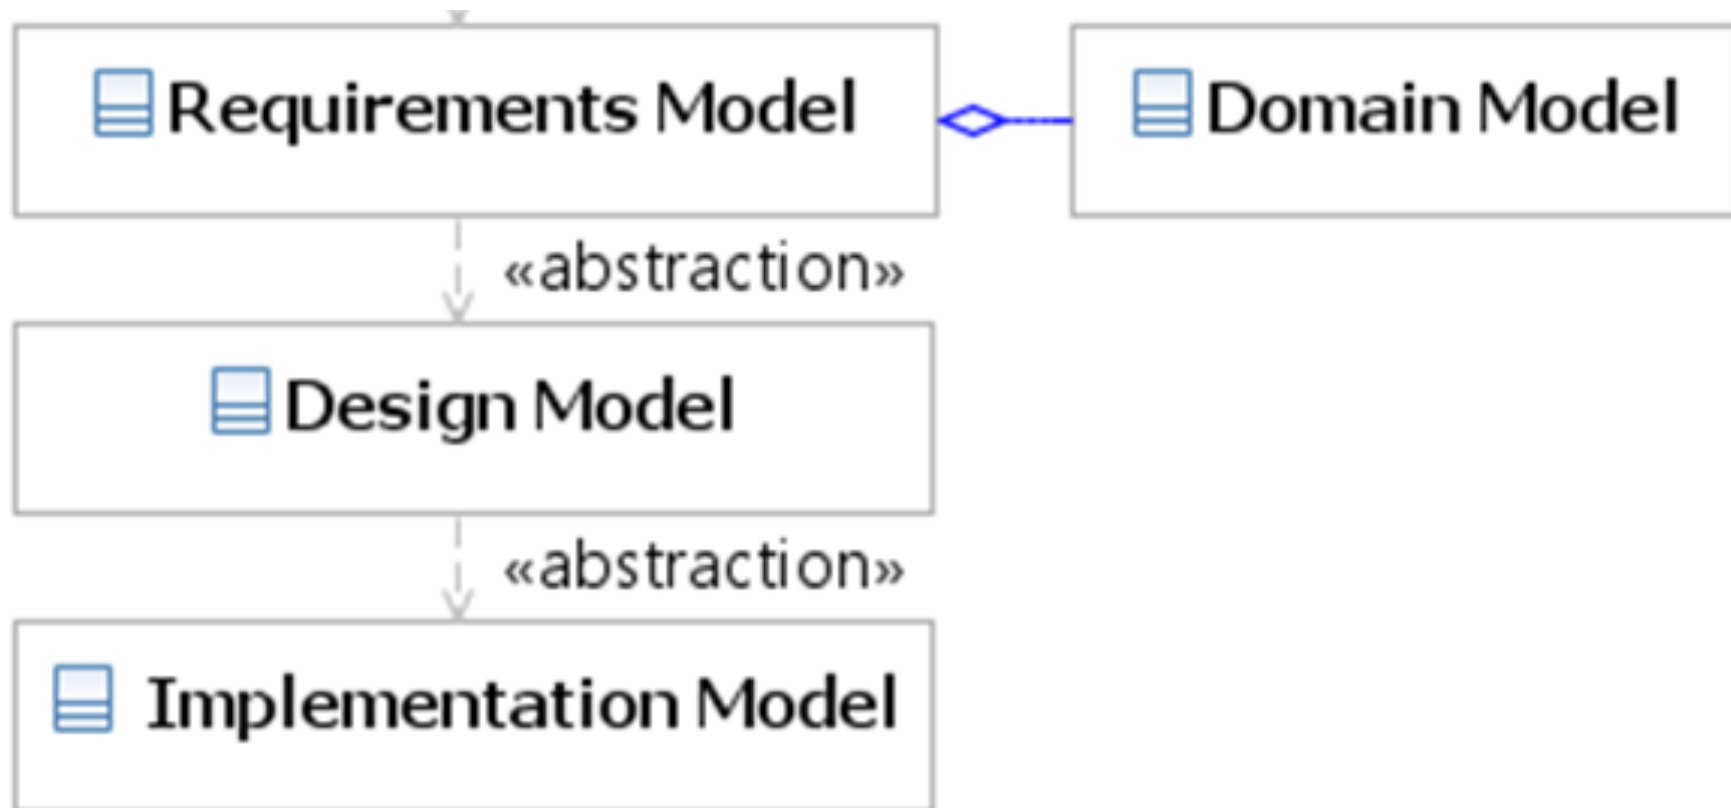 Requirements Model
Domain Model
«abstraction»
Design Model
«abstraction»
Implementation Model